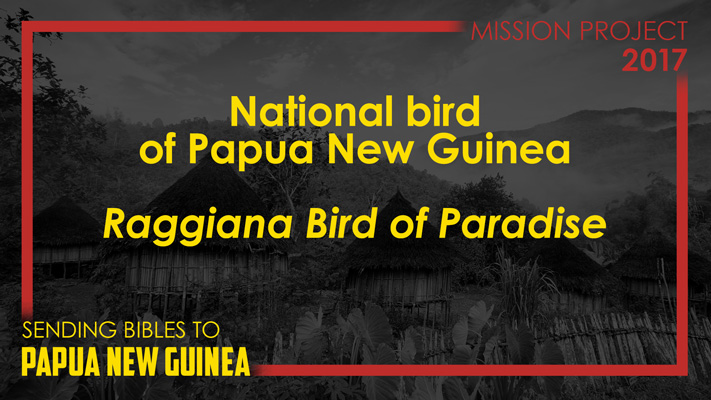 MISSION PROJECT
2017
National bird
of Papua New Guinea
Raggiana Bird of Paradise
SENDING BIBLES TO
PAPUA NEW GUINEA